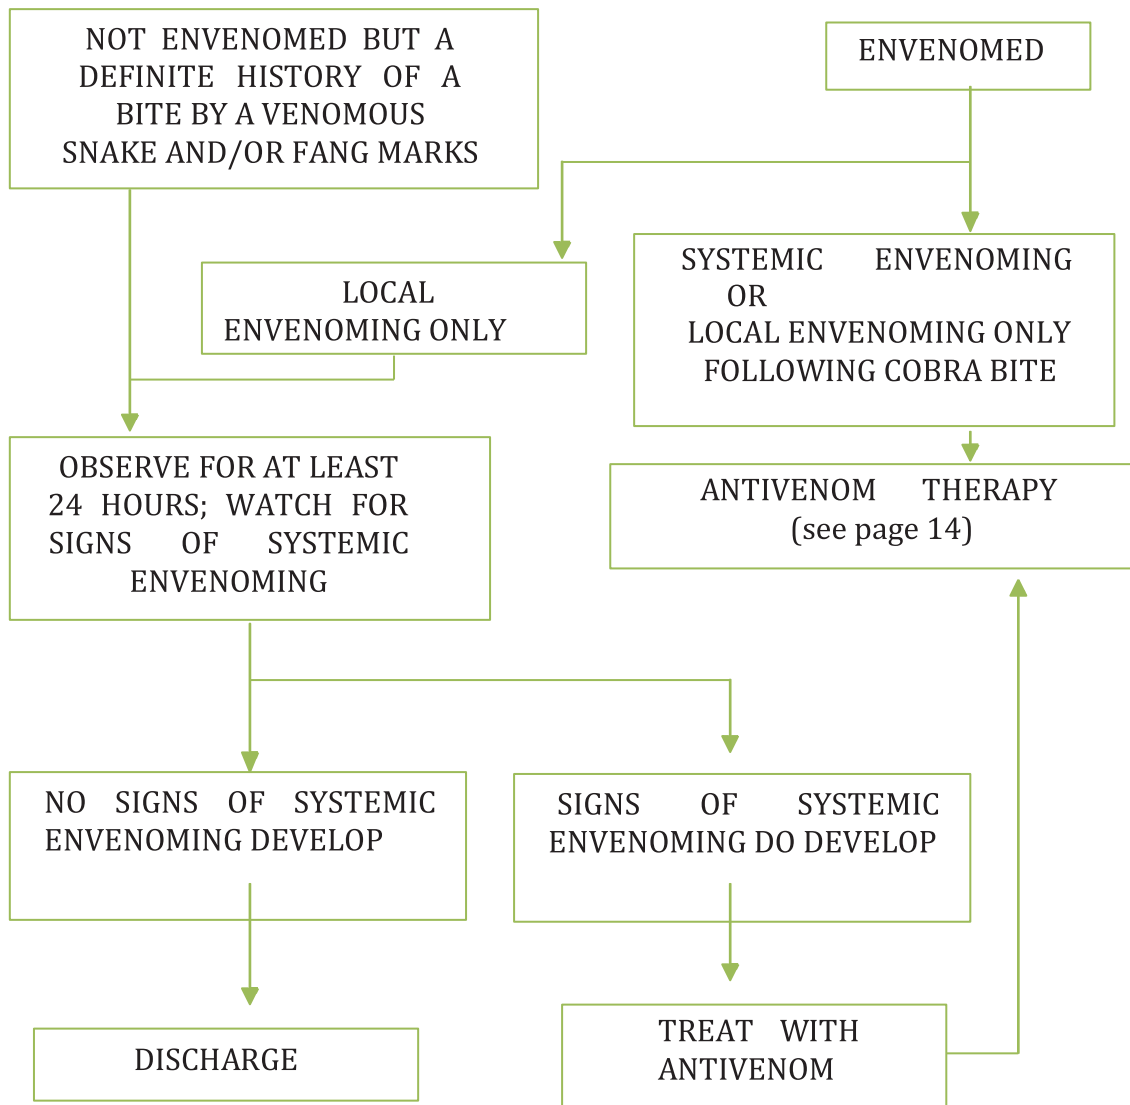 NOT ENVENOMED BUT A
DEFINITE HISTORY OF A
BITE BY A VENOMOUS
SNAKE AND/OR FANG MARKS
ENVENOMED
LOCAL
ENVENOMING ONLY
SYSTEMIC ENVENOMING
OR
LOCAL ENVENOMING ONLY
FOLLOWING COBRA BITE
OBSERVE FOR AT LEAST
24 HOURS; WATCH FOR
SIGNS OF SYSTEMIC
ENVENOMING
ANTIVENOM THERAPY
(see page 14)
NO SIGNS OF SYSTEMIC
ENVENOMING DEVELOP
SIGNS OF SYSTEMIC
ENVENOMING DO DEVELOP
DISCHARGE
TREAT WITH
ANTIVENOM